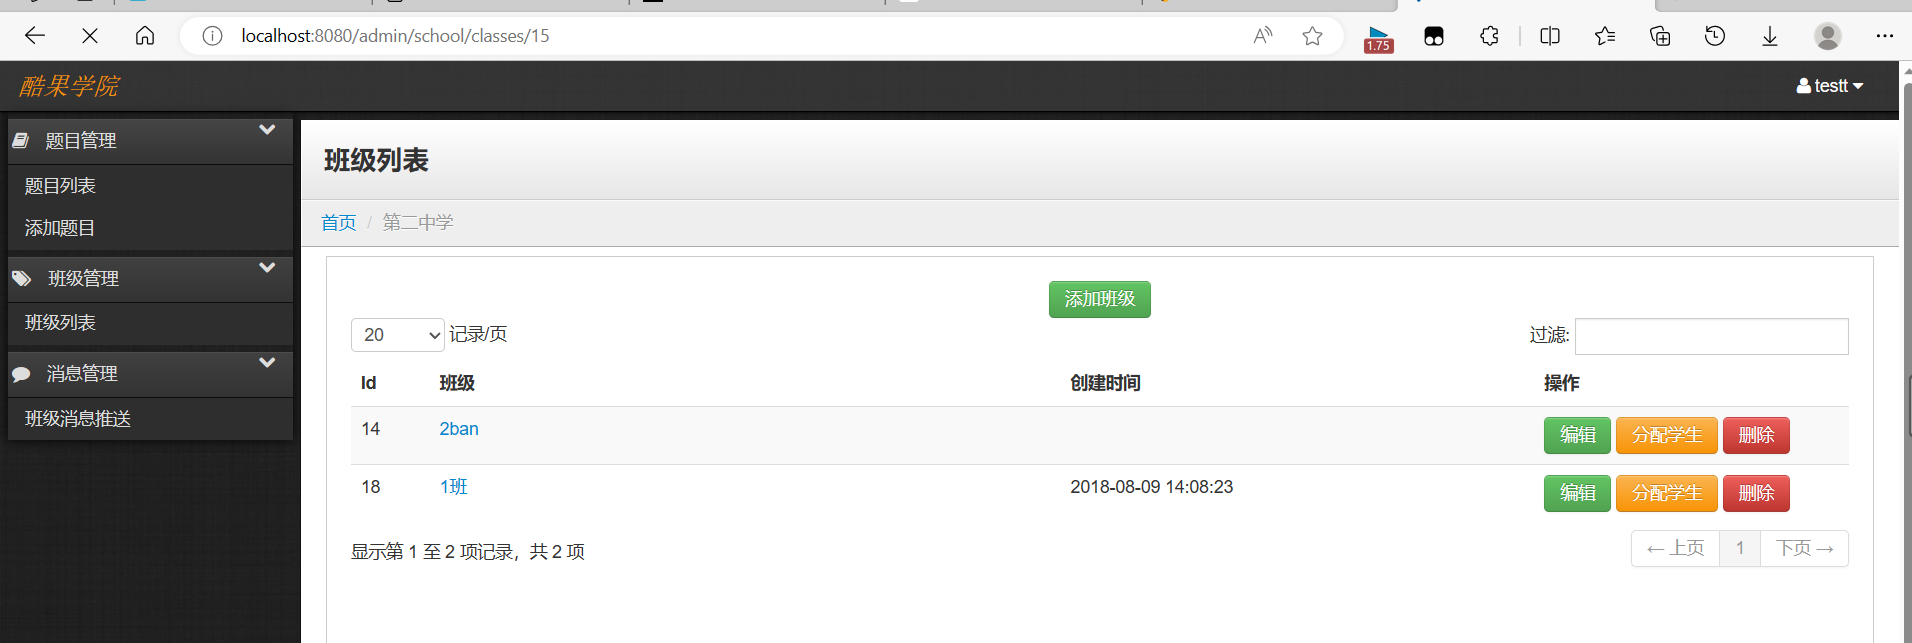 localhost:8080/admin/school/classes/15
1.75
酷果学院
testt
题目管理
题目列表
添加题目
班级管理
班级列表
消息管理
班级消息推送
班级列表
首页 / 第二中学
添加班级
20 记录/页
过滤:
Id 班级 创建时间 操作
14 2ban 编辑 分配学生 删除
18 1班 2018-08-09 14:08:23 编辑 分配学生 删除
显示第 1 至 2 项记录，共 2 项
← 上页 1 下页 →